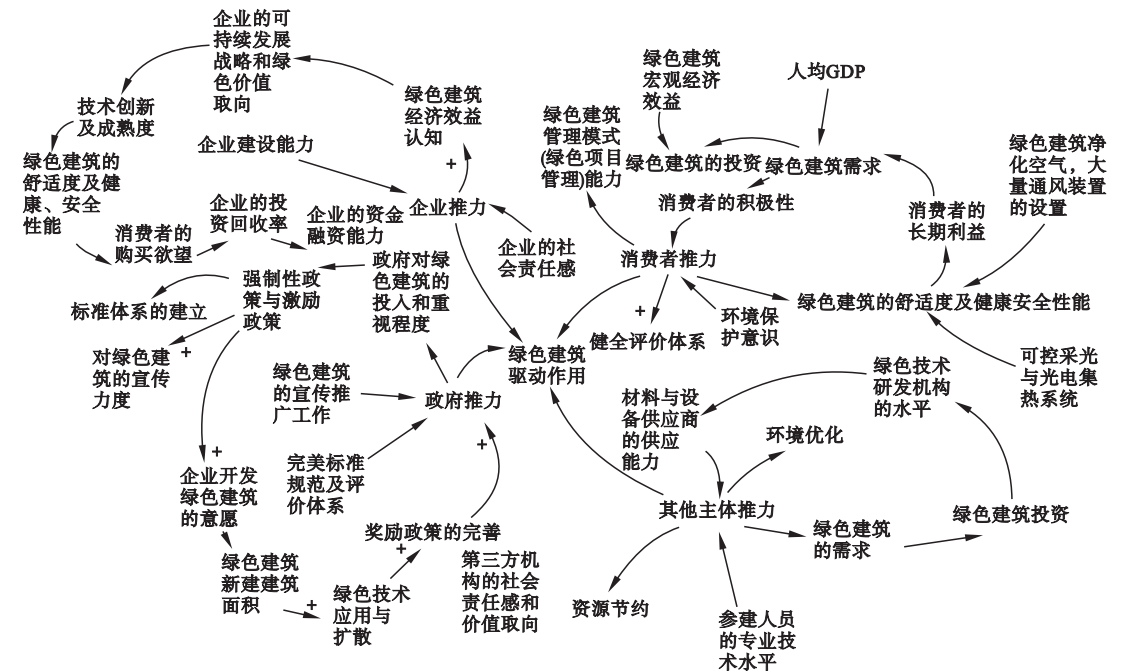 企业的可
持续发展
战略和绿
色价值
取向
绿色建筑
经济效益
认知
技术创新
及成熟度
绿色建筑的
舒适度及健
康、安全
性能
企业建设能力
企业推力
企业的投
资回收率
企业的资金
融资能力
消费者的
购买欲望
企业的社
会责任感
绿色建筑
宏观经济
效益
人均GDP
绿色建筑
管理模式
(绿色项目
管理)能力
绿色建筑的投资
绿色建筑需求
消费者的积极性
消费者推力
绿色建筑净
化空气，大
量通风装置
的设置
消费者的
长期利益
绿色建筑的舒适度及健康安全性能
环境保
护意识
健全评价体系
可控采光
与光电集
热系统
强制性政
策与激励
政策
政府对绿
色建筑的
投入和重
视程度
标准体系的建立
对绿色建
筑的宣传
力度
绿色建筑
驱动作用
绿色建筑
的宣传推
广工作
政府推力
完美标准
规范及评
价体系
企业开发
绿色建筑
的意愿
绿色建筑
新建建筑
面积
绿色技术
应用与
扩散
奖励政策的完善
第三方机
构的社会
责任感和
价值取向
绿色技术
研发机构
的水平
材料与设
备供应商
的供应
能力
环境优化
其他主体推力
绿色建筑
的需求
绿色建筑投资
资源节约
参建人员
的专业技
术水平
+
+
+
+
+
+
+